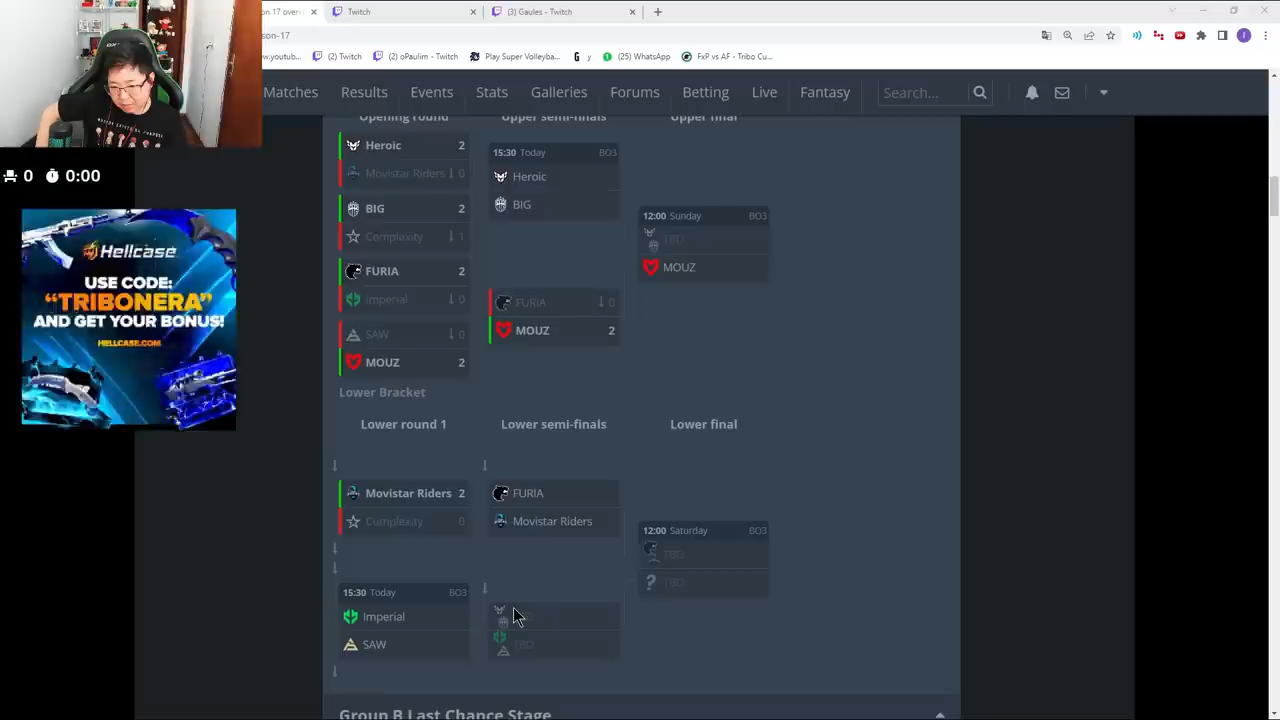 on 17 over
Twitch
(3) Gaules - Twitch
son-17
ww.youtub...
(2) Twitch
(2) oPaulim - Twitch
Play Super Volleyba...
y
(25) WhatsApp
FxP vs AF - Tribo Cu...
Matches
Results
Events
Stats
Galleries
Forums
Betting
Live
Fantasy
Search...
0
0:00
Hellcase
USE CODE:
"TRIBONERA"
AND GET YOUR BONUS!
HELLCASE.COM
Opening round
Upper semi-finals
Upper final
Heroic 2
Movistar Riders 0
BIG 2
Complexity 1
FURIA 2
Imperial 0
SAW 0
MOUZ 2
15:30 Today BO3
Heroic
BIG
FURIA 0
MOUZ 2
12:00 Sunday BO3
TBD
MOUZ
Lower Bracket
Lower round 1
Lower semi-finals
Lower final
Movistar Riders 2
Complexity 0
15:30 Today BO3
Imperial
SAW
FURIA
Movistar Riders
TBD
12:00 Saturday BO3
TBD
? TBD
Group B Last Chance Stage